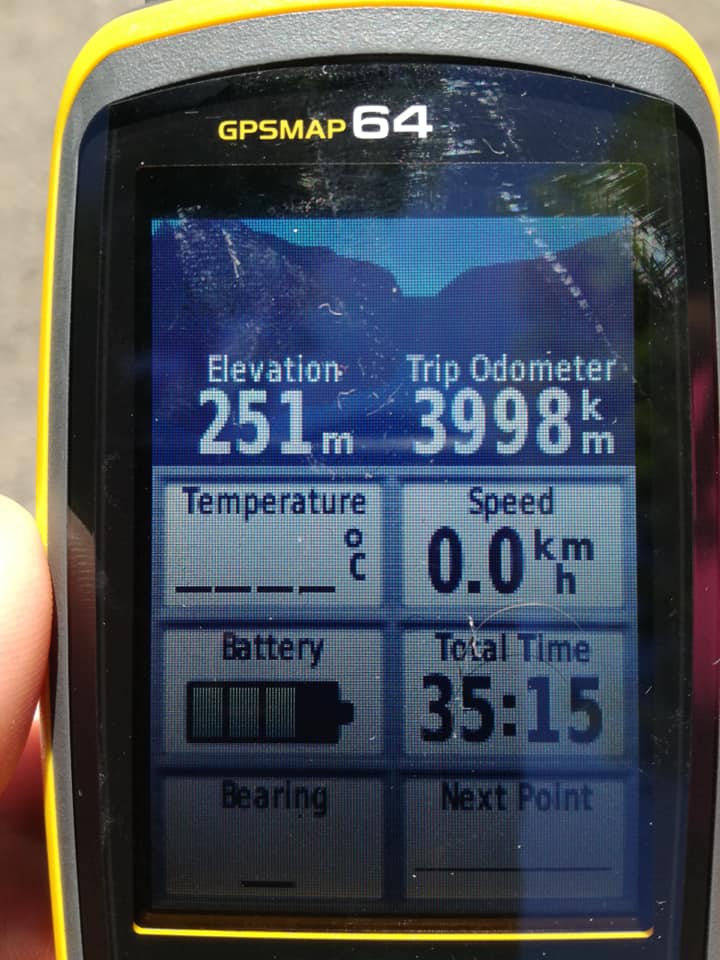 GPSMAP 64
Elevation Trip Odometer
251 m 3998 km
Temperature Speed
_ _ _ _ °C 0.0 km h
Battery Total Time
35:15
Bearing Next Point